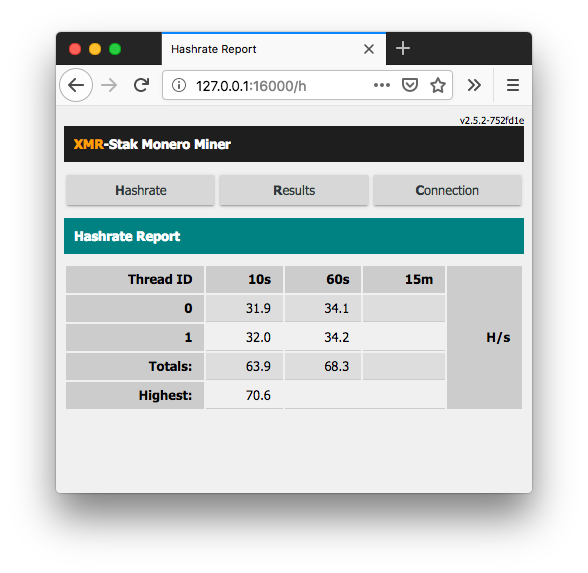 Hashrate Report
127.0.0.1:16000/h
v2.5.2-752fd1e
XMR-Stak Monero Miner
Hashrate Results Connection
Hashrate Report
Thread ID 10s 60s 15m
0 31.9 34.1
1 32.0 34.2 H/s
Totals: 63.9 68.3
Highest: 70.6